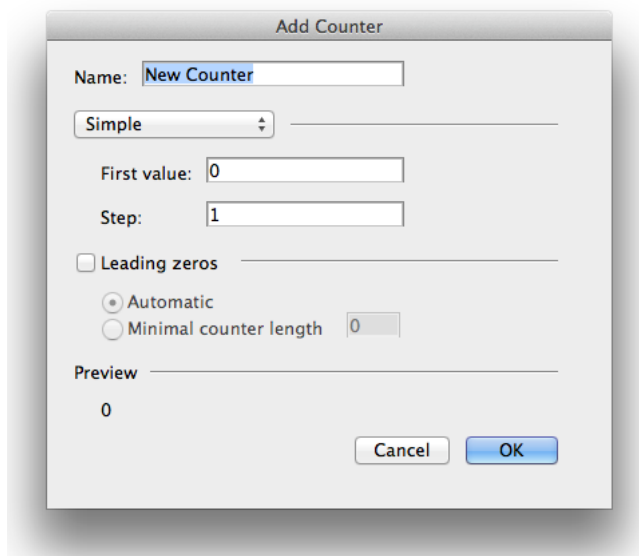 Add Counter
Name: New Counter
Simple
First value: 0
Step: 1
Leading zeros
Automatic
Minimal counter length 0
Preview
0
Cancel OK